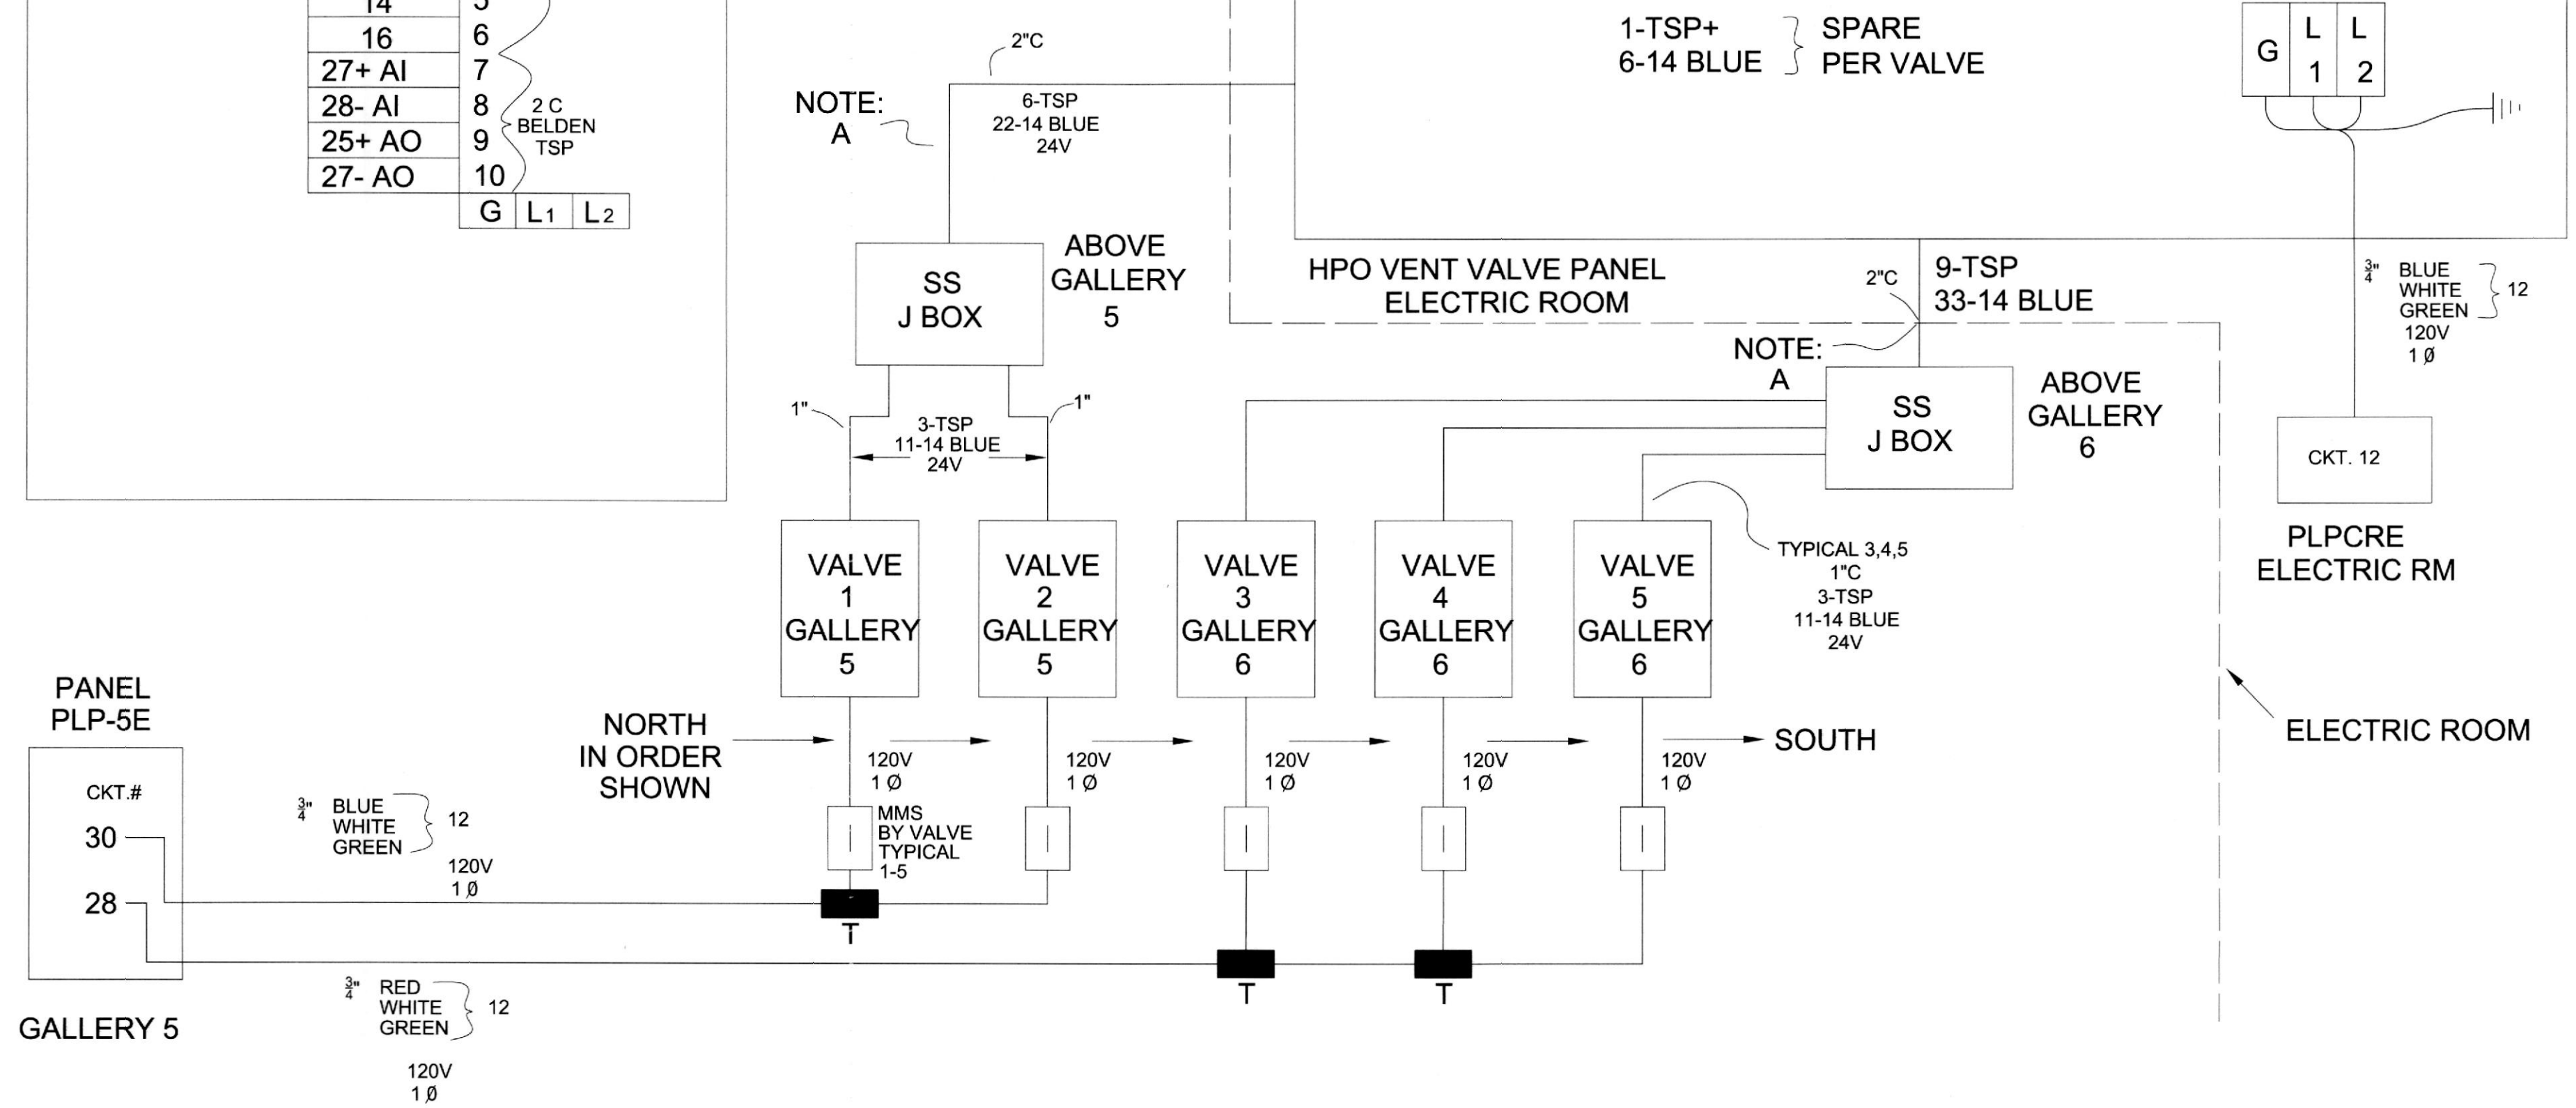 14 5
16 6
27+ AI 7
28- AI 8
25+ AO 9
27- AO 10
2 C
BELDEN
TSP
G L1 L2
2"C
NOTE:
A
6-TSP
22-14 BLUE
24V
1-TSP+
6-14 BLUE
SPARE
PER VALVE
G L1 L2
SS
J BOX
ABOVE
GALLERY
5
HPO VENT VALVE PANEL
ELECTRIC ROOM
2"C
9-TSP
33-14 BLUE
NOTE:
A
3/4" BLUE
WHITE
GREEN
12
120V
1 Ø
1"
1"
3-TSP
11-14 BLUE
24V
SS
J BOX
ABOVE
GALLERY
6
CKT. 12
PLPCRE
ELECTRIC RM
VALVE
1
GALLERY
5
VALVE
2
GALLERY
5
VALVE
3
GALLERY
6
VALVE
4
GALLERY
6
VALVE
5
GALLERY
6
TYPICAL 3,4,5
1"C
3-TSP
11-14 BLUE
24V
PANEL
PLP-5E
NORTH
IN ORDER
SHOWN
120V
1 Ø
120V
1 Ø
120V
1 Ø
120V
1 Ø
120V
1 Ø
SOUTH
ELECTRIC ROOM
CKT.#
30
28
3/4" BLUE
WHITE
GREEN
12
120V
1 Ø
MMS
BY VALVE
TYPICAL
1-5
T
T
T
GALLERY 5
3/4" RED
WHITE
GREEN
12
120V
1 Ø